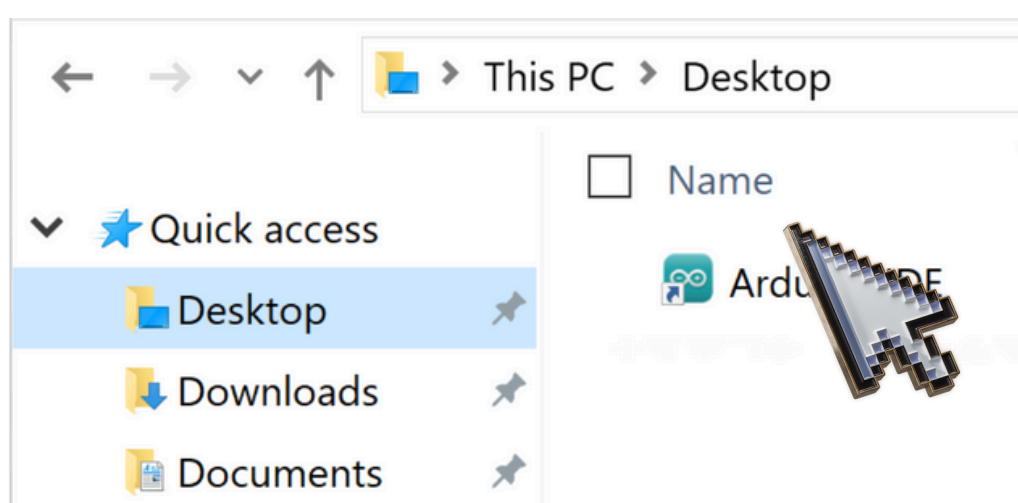 This PC > Desktop
Name
Quick access
Desktop
Downloads
Documents